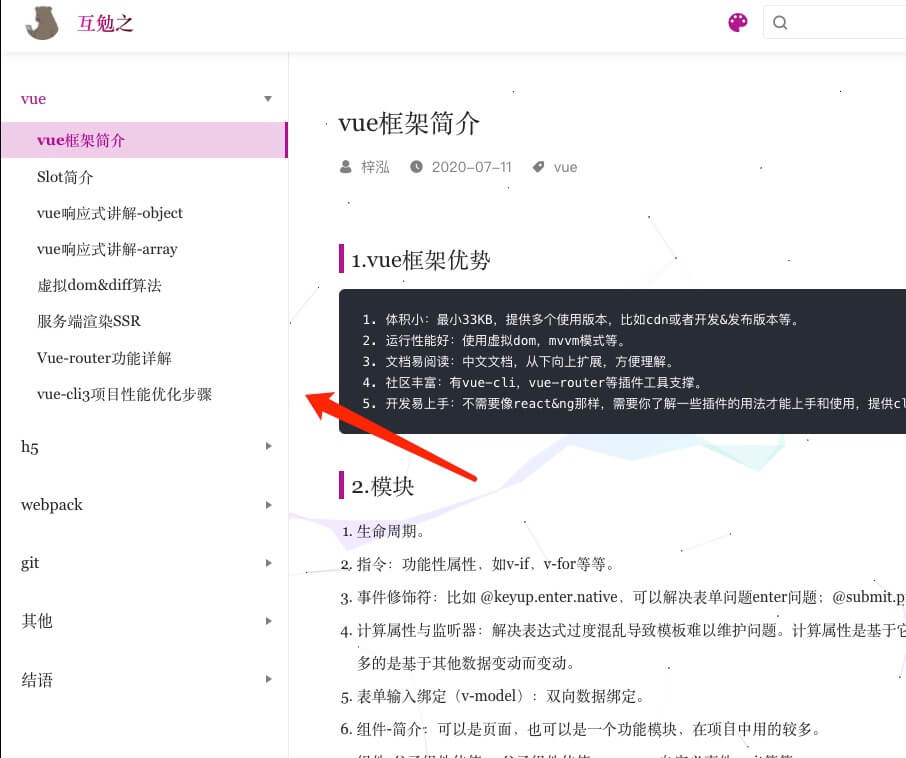 互勉之
vue
vue框架简介
Slot简介
vue响应式讲解-object
vue响应式讲解-array
虚拟dom&diff算法
服务端渲染SSR
Vue-router功能详解
vue-cli3项目性能优化步骤
h5
webpack
git
其他
结语
vue框架简介
梓泓 2020-07-11 vue
1.vue框架优势
1. 体积小：最小33KB，提供多个使用版本，比如cdn或者开发&发布版本等。
2. 运行性能好：使用虚拟dom，mvvm模式等。
3. 文档易阅读：中文文档，从下向上扩展，方便理解。
4. 社区丰富：有vue-cli，vue-router等插件工具支撑。
5. 开发易上手：不需要像react&ng那样，需要你了解一些插件的用法才能上手和使用，提供cl
2.模块
1. 生命周期。
2. 指令：功能性属性，如v-if、v-for等等。
3. 事件修饰符：比如 @keyup.enter.native，可以解决表单问题enter问题；@submit.p
4. 计算属性与监听器：解决表达式过度混乱导致模板难以维护问题。计算属性是基于它
多的是基于其他数据变动而变动。
5. 表单输入绑定（v-model）：双向数据绑定。
6. 组件-简介：可以是页面，也可以是一个功能模块，在项目中用的较多。